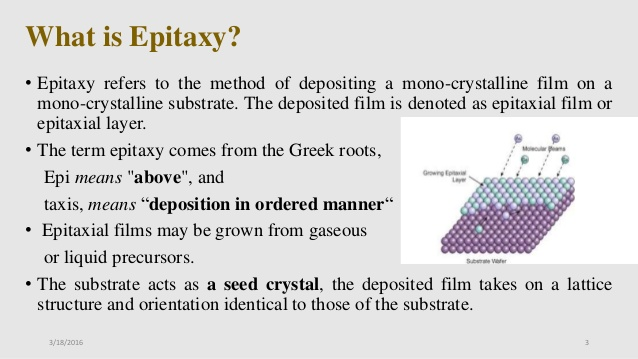 What is Epitaxy?
• Epitaxy refers to the method of depositing a mono-crystalline film on a
mono-crystalline substrate. The deposited film is denoted as epitaxial film or
epitaxial layer.
• The term epitaxy comes from the Greek roots,
Epi means "above", and
taxis, means “deposition in ordered manner“
• Epitaxial films may be grown from gaseous
or liquid precursors.
Molecular Beams
Growing Epitaxial
Layer
Substrate Wafer
• The substrate acts as a seed crystal, the deposited film takes on a lattice
structure and orientation identical to those of the substrate.
3/18/2016
3